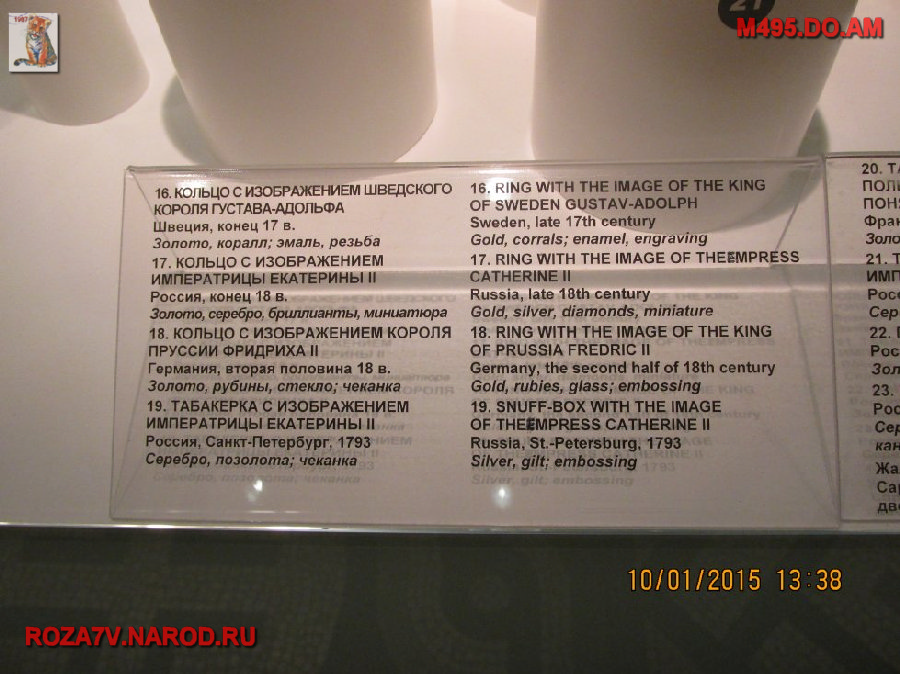 1987
21
M495.DO.AM
16. КОЛЬЦО С ИЗОБРАЖЕНИЕМ ШВЕДСКОГО
КОРОЛЯ ГУСТАВА-АДОЛЬФА
Швеция, конец 17 в.
Золото, коралл; эмаль, резьба
17. КОЛЬЦО С ИЗОБРАЖЕНИЕМ
ИМПЕРАТРИЦЫ ЕКАТЕРИНЫ II
Россия, конец 18 в.
Золото, серебро, бриллианты, миниатюра
18. КОЛЬЦО С ИЗОБРАЖЕНИЕМ КОРОЛЯ
ПРУССИИ ФРИДРИХА II
Германия, вторая половина 18 в.
Золото, рубины, стекло; чеканка
19. ТАБАКЕРКА С ИЗОБРАЖЕНИЕМ
ИМПЕРАТРИЦЫ ЕКАТЕРИНЫ II
Россия, Санкт-Петербург, 1793
Серебро, позолота; чеканка
16. RING WITH THE IMAGE OF THE KING
OF SWEDEN GUSTAV-ADOLPH
Sweden, late 17th century
Gold, corrals; enamel, engraving
17. RING WITH THE IMAGE OF THEEMPRESS
CATHERINE II
Russia, late 18th century
Gold, silver, diamonds, miniature
18. RING WITH THE IMAGE OF THE KING
OF PRUSSIA FREDRIC II
Germany, the second half of 18th century
Gold, rubies, glass; embossing
19. SNUFF-BOX WITH THE IMAGE
OF THEEMPRESS CATHERINE II
Russia, St.-Petersburg, 1793
Silver, gilt; embossing
20.
21.
22.
23.
10/01/2015 13:38
ROZA7V.NAROD.RU